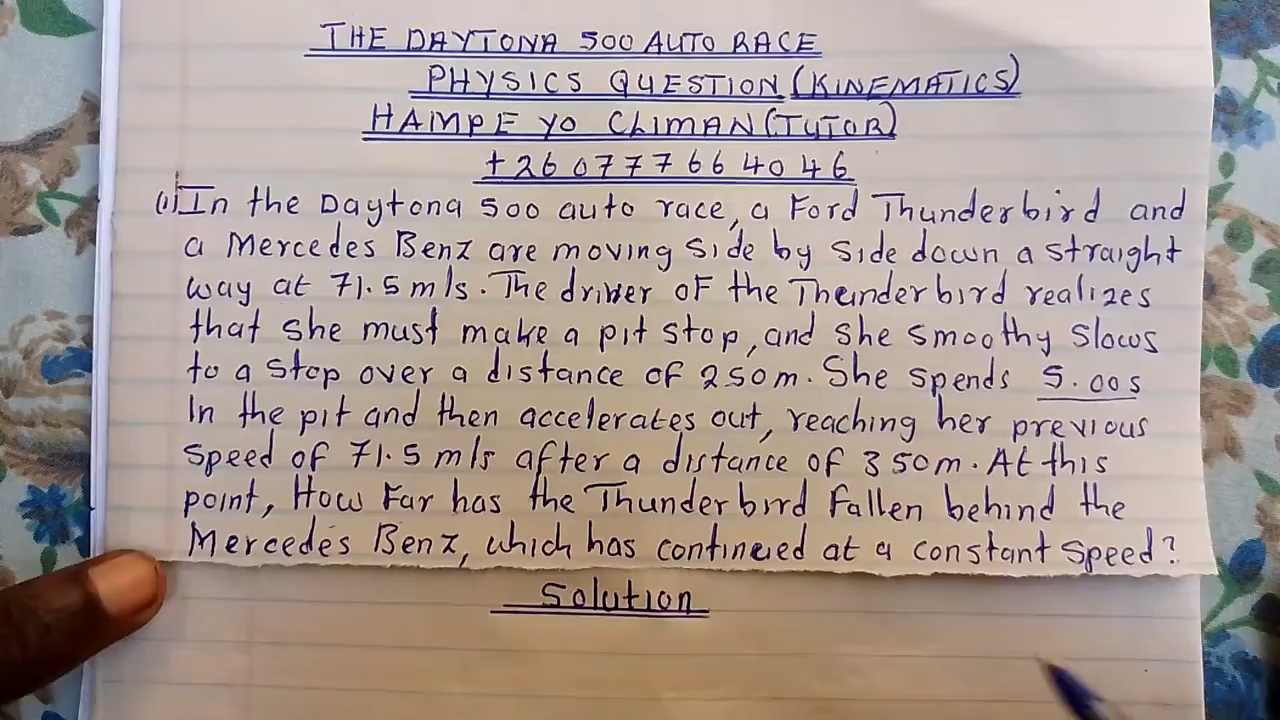 THE DAYTONA 500 AUTO RACE
PHYSICS QUESTION (KINEMATICS)
HAMPE YO CLIMAN (TUTOR)
+260777664046
(1) In the Daytona 500 auto race, a Ford Thunderbird and
a Mercedes Benz are moving side by side down a straight
way at 71.5 m/s. The driver of the Thunderbird realizes
that she must make a pit stop, and she smoothy slows
to a stop over a distance of 250m. She spends 5.00s
In the pit and then accelerates out, reaching her previous
speed of 71.5 m/s after a distance of 350m. At this
point, How Far has the Thunderbird fallen behind the
Mercedes Benz, which has continued at a constant speed?
Solution